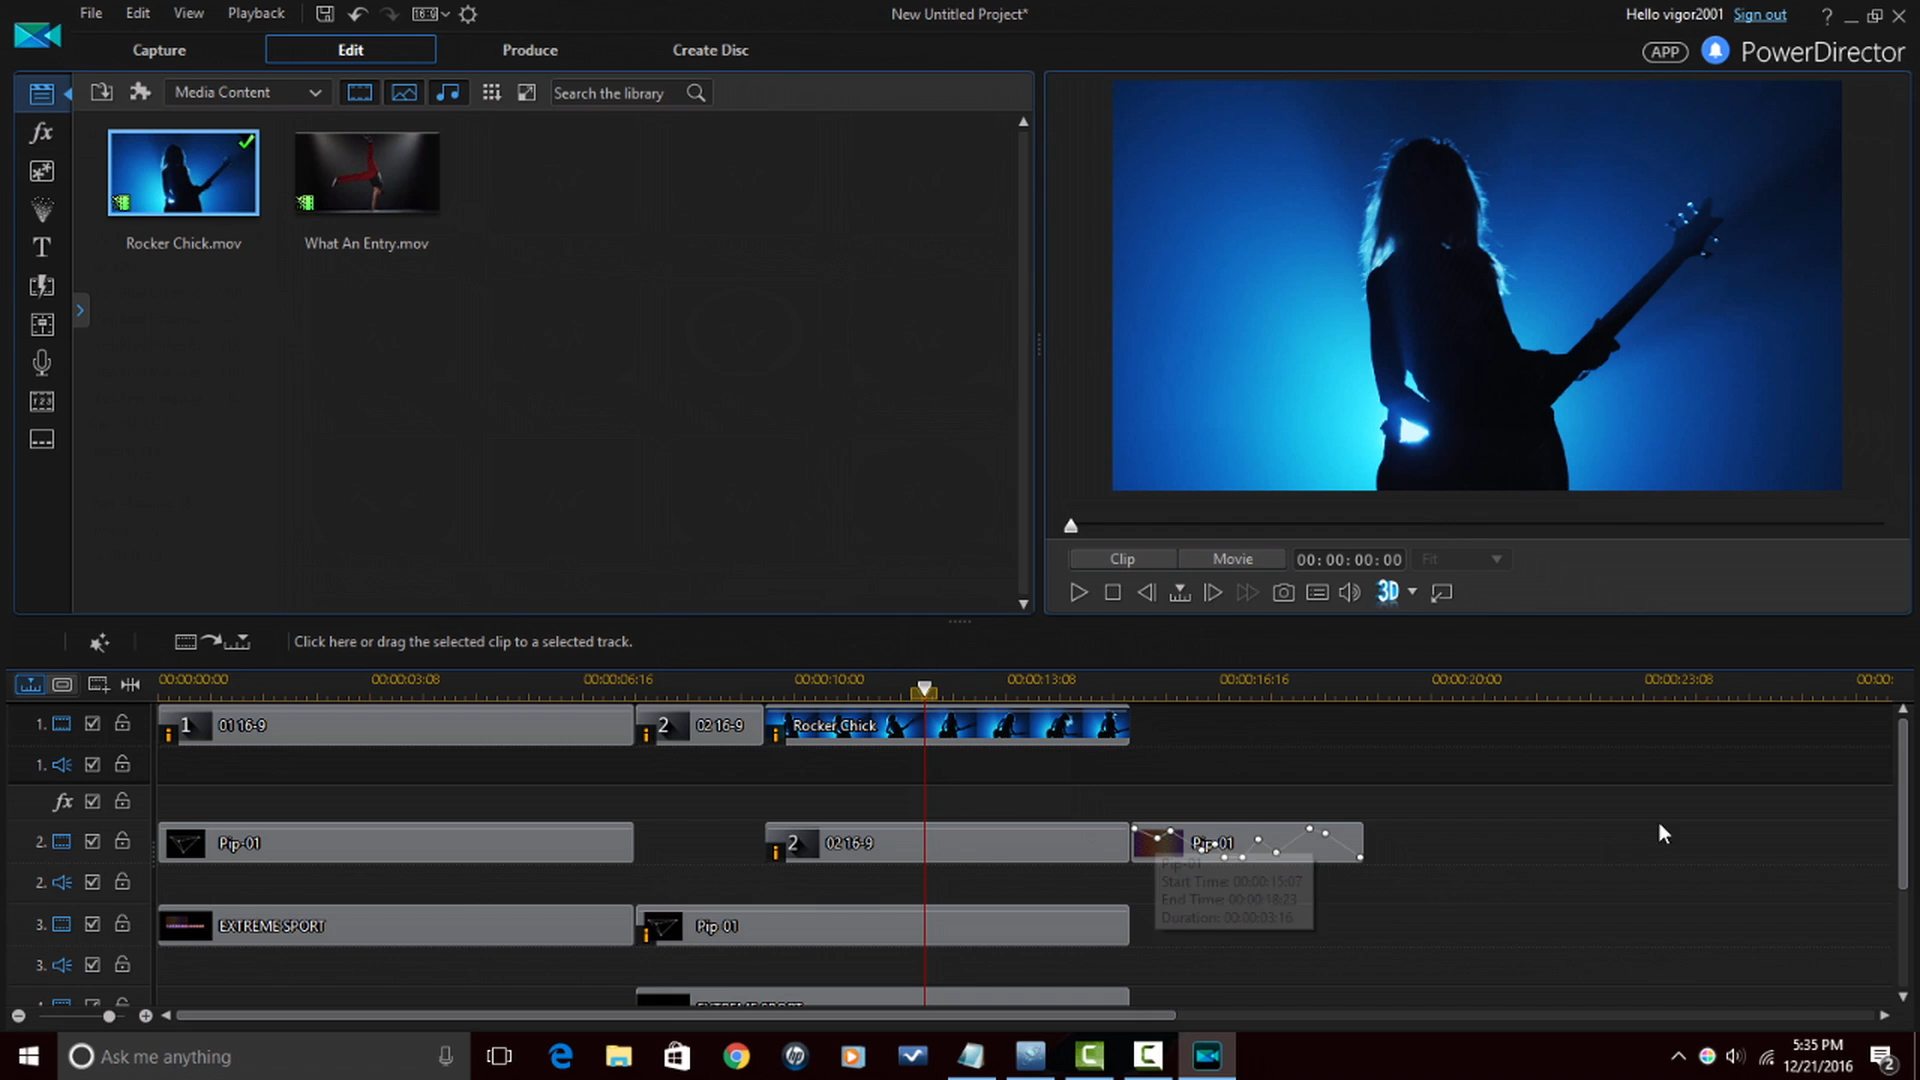 File Edit View Playback 16:9 New Untitled Project* Hello vigor2001 Sign out ?
Capture Edit Produce Create Disc APP PowerDirector
Media Content Search the library
fx
Rocker Chick.mov What An Entry.mov
T
Clip Movie 00:00:00:00 Fit
3D
Click here or drag the selected clip to a selected track.
00:00:00:00 00:00:03:08 00:00:06:16 00:00:10:00 00:00:13:08 00:00:16:16 00:00:20:00 00:00:23:08 00:00:
1. 1 01 16-9 2 02 16-9 Rocker Chick
1.
fx
2. Pip-01 2 02 16-9 Pip-01
Pip-01
2. Start Time: 00:00:15:07
End Time: 00:00:18:23
Duration: 00:00:03:16
3. EXTREME SPORT Pip-01
3.
EXTREME SPORT
Ask me anything hp 5:35 PM
12/21/2016 2